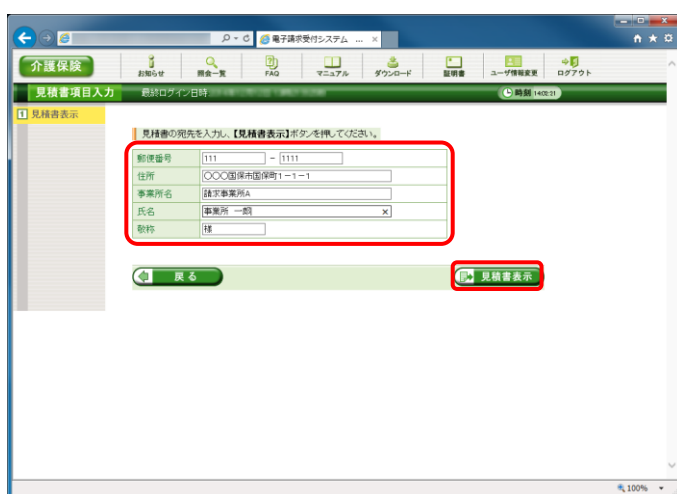 電子請求受付システム ...
介護保険
お知らせ 照会一覧 FAQ マニュアル ダウンロード 証明書 ユーザ情報変更 ログアウト
見積書項目入力 最終ログイン日時 時刻 14:02:21
1 見積書表示
見積書の宛先を入力し、【見積書表示】ボタンを押してください。
郵便番号 111 - 1111
住所 〇〇〇国保市国保町1-1-1
事業所名 請求事業所A
氏名 事業所 一郎
敬称 様
戻る 見積書表示
100%